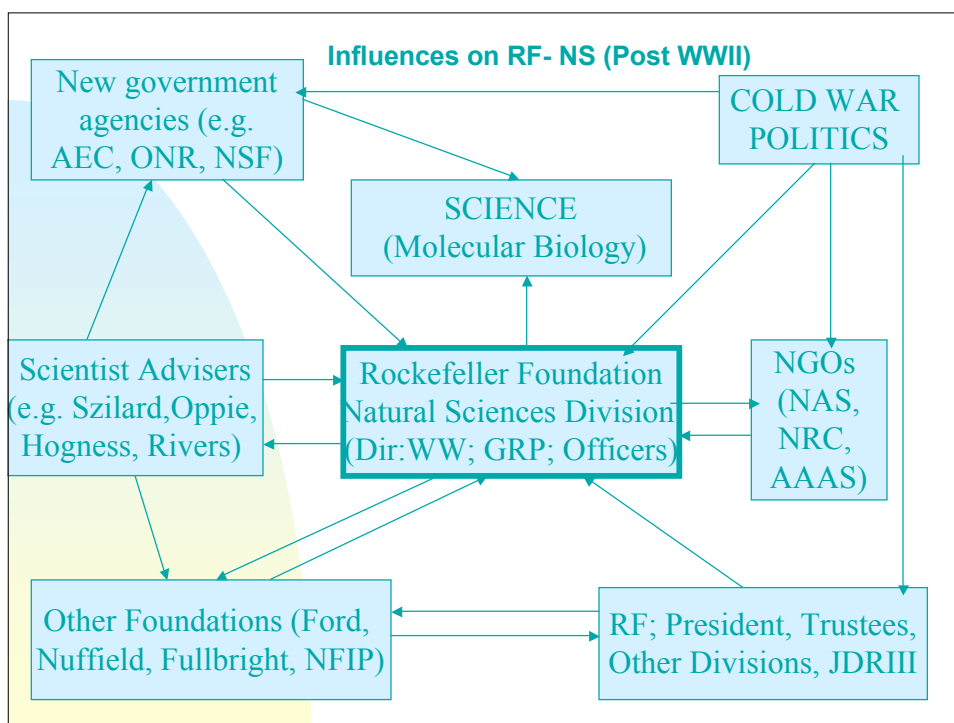 Influences on RF- NS (Post WWII)
New government
agencies (e.g.
AEC, ONR, NSF)
COLD WAR
POLITICS
SCIENCE
(Molecular Biology)
Scientist Advisers
(e.g. Szilard,Oppie,
Hogness, Rivers)
Rockefeller Foundation
Natural Sciences Division
(Dir:WW; GRP; Officers)
NGOs
(NAS,
NRC,
AAAS)
Other Foundations (Ford,
Nuffield, Fullbright, NFIP)
RF; President, Trustees,
Other Divisions, JDRIII